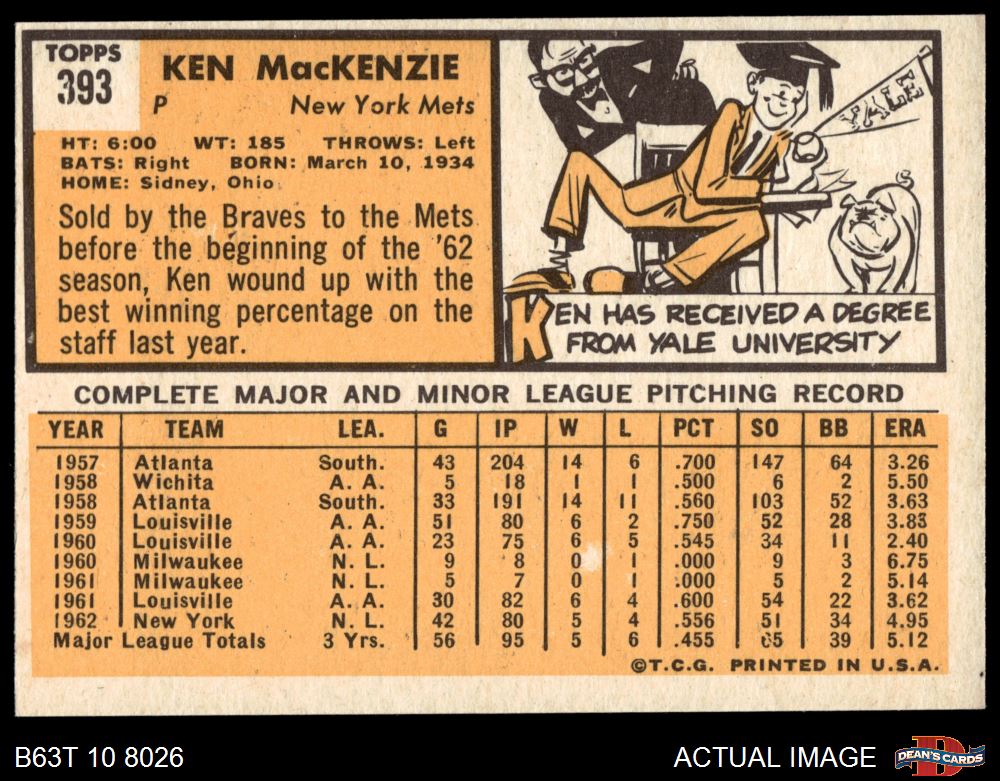 TOPPS
393
KEN MacKENZIE
P New York Mets
HT: 6:00 WT: 185 THROWS: Left
BATS: Right BORN: March 10, 1934
HOME: Sidney, Ohio
Sold by the Braves to the Mets
before the beginning of the '62
season, Ken wound up with the
best winning percentage on the
staff last year.
YALE
KEN HAS RECEIVED A DEGREE
FROM YALE UNIVERSITY
COMPLETE MAJOR AND MINOR LEAGUE PITCHING RECORD
YEAR TEAM LEA. G IP W L PCT SO BB ERA
1957 Atlanta South. 43 204 14 6 .700 147 64 3.26
1958 Wichita A. A. 5 18 1 1 .500 6 2 5.50
1958 Atlanta South. 33 191 14 11 .560 103 52 3.63
1959 Louisville A. A. 51 80 6 2 .750 52 28 3.83
1960 Louisville A. A. 23 75 6 5 .545 34 11 2.40
1960 Milwaukee N. L. 9 8 0 1 .000 9 3 6.75
1961 Milwaukee N. L. 5 7 0 1 .000 5 2 5.14
1961 Louisville A. A. 30 82 6 4 .600 54 22 3.62
1962 New York N. L. 42 80 5 4 .556 51 34 4.95
Major League Totals 3 Yrs. 56 95 5 6 .455 65 39 5.12
©T.C.G. PRINTED IN U.S.A.
B63T 10 8026
ACTUAL IMAGE
DEAN'S CARDS